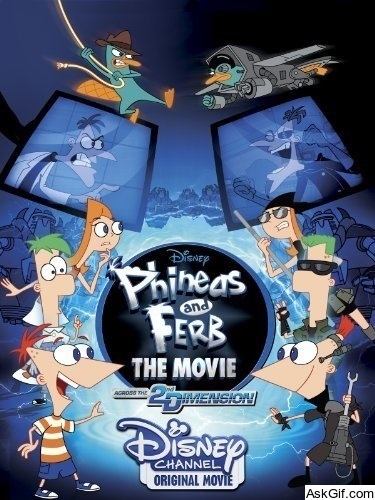 Disney
Phineas
and
FERB
THE MOVIE
ACROSS THE 2ND DIMENSION
Disney
CHANNEL
ORIGINAL MOVIE
AskGif.com